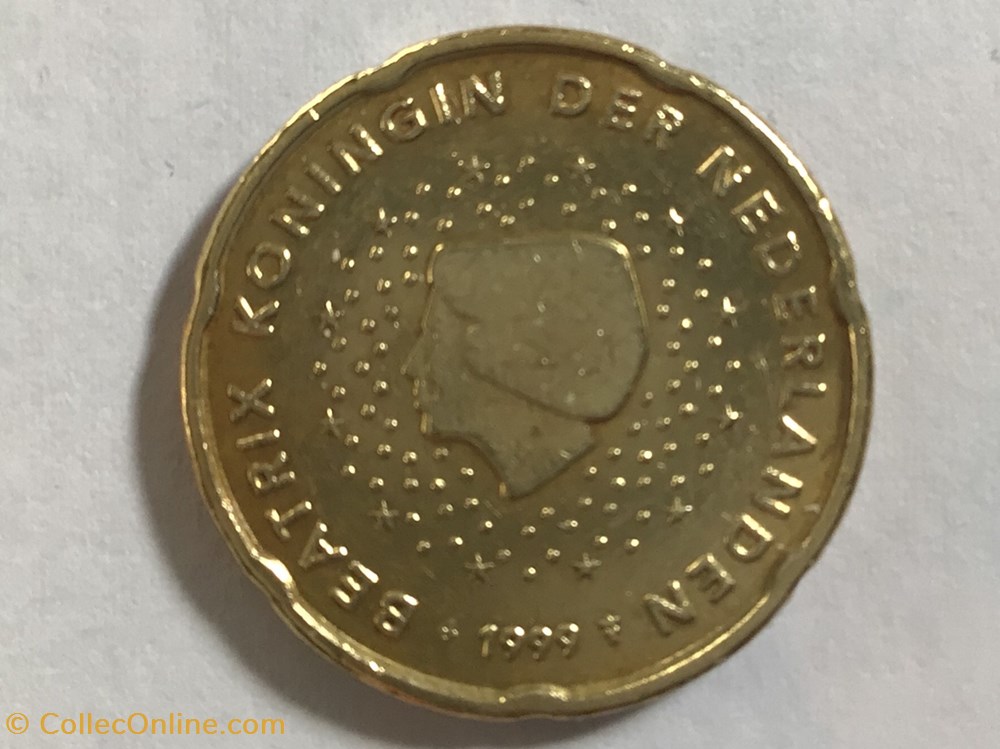 BEATRIX KONINGIN DER NEDERLANDEN
1999
© CollecOnline.com